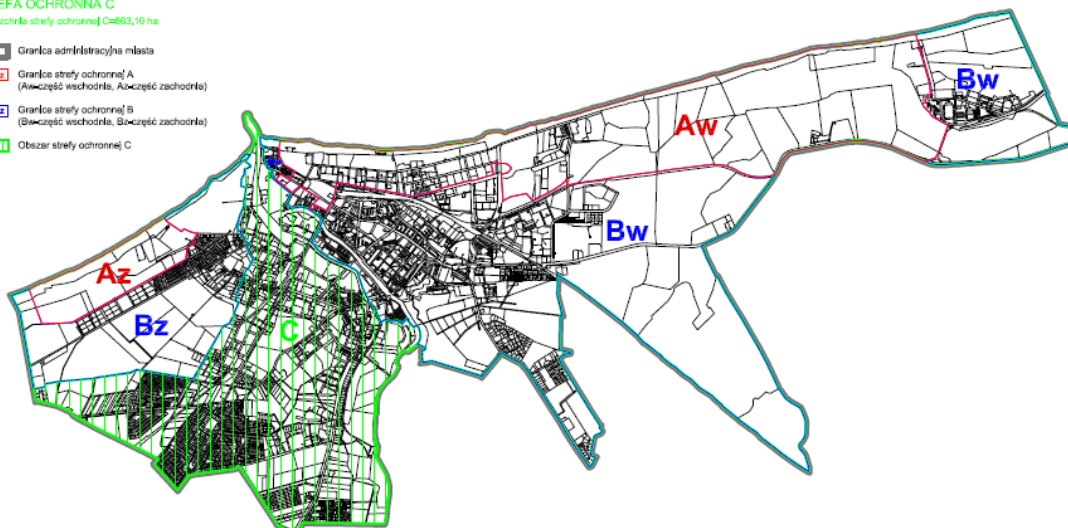 EFA OCHRONNA C
zchnia strefy ochronnej C=663,10 ha
Granica administracyjna miasta
z Granice strefy ochronnej A
(Aw-część wschodnia, Az-część zachodnia)
z Granice strefy ochronnej B
(Bw-część wschodnia, Bz-część zachodnia)
Obszar strefy ochronnej C
Bw
Aw
Bw
Az
Bz
C